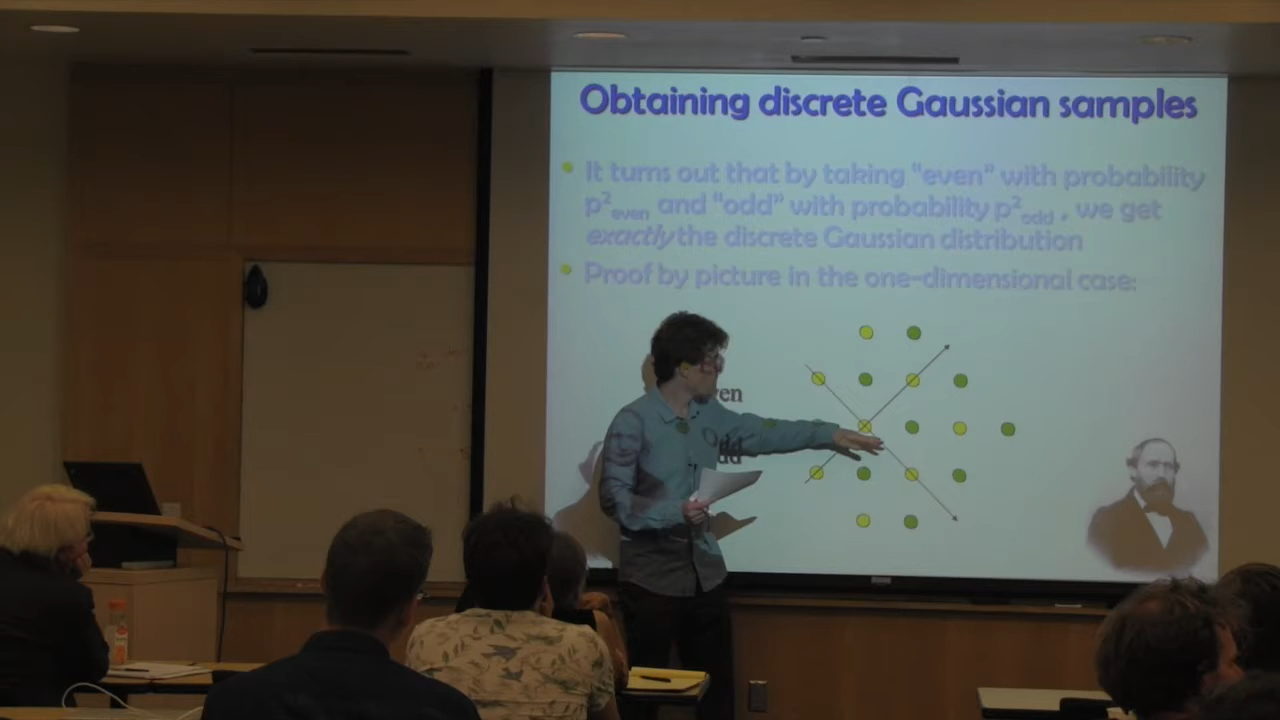 Obtaining discrete Gaussian samples
• It turns out that by taking "even" with probability
p²even and "odd" with probability p²odd , we get
exactly the discrete Gaussian distribution
• Proof by picture in the one-dimensional case: